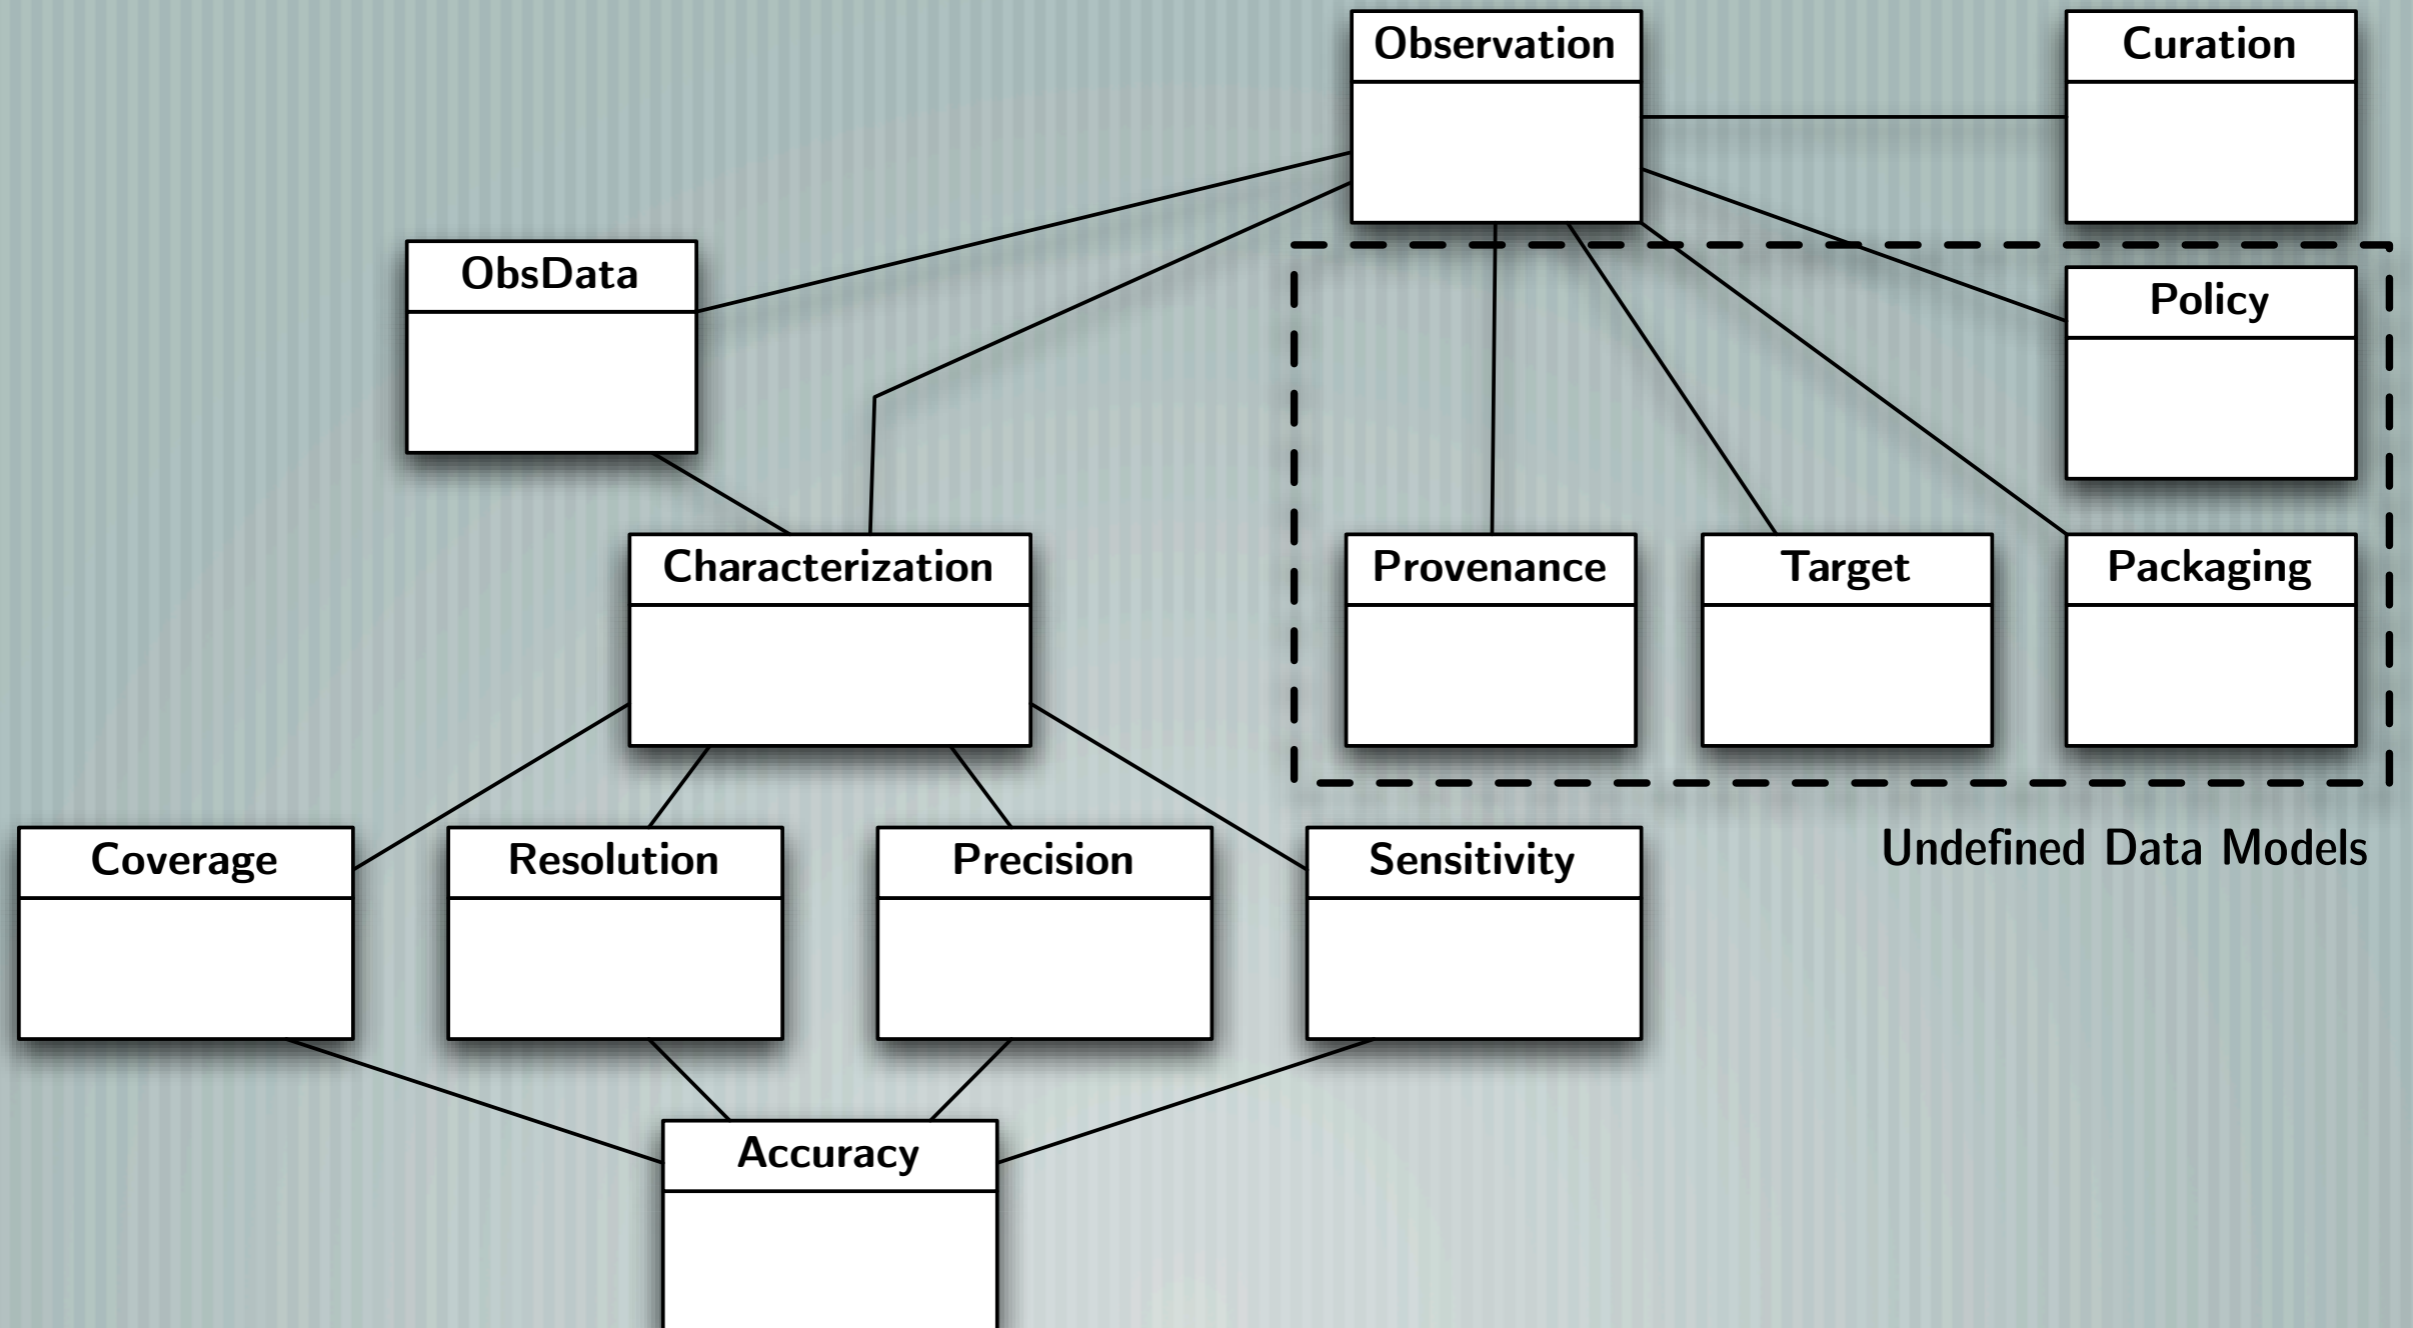 Observation
Curation
ObsData
Policy
Characterization
Provenance
Target
Packaging
Coverage
Resolution
Precision
Sensitivity
Undefined Data Models
Accuracy